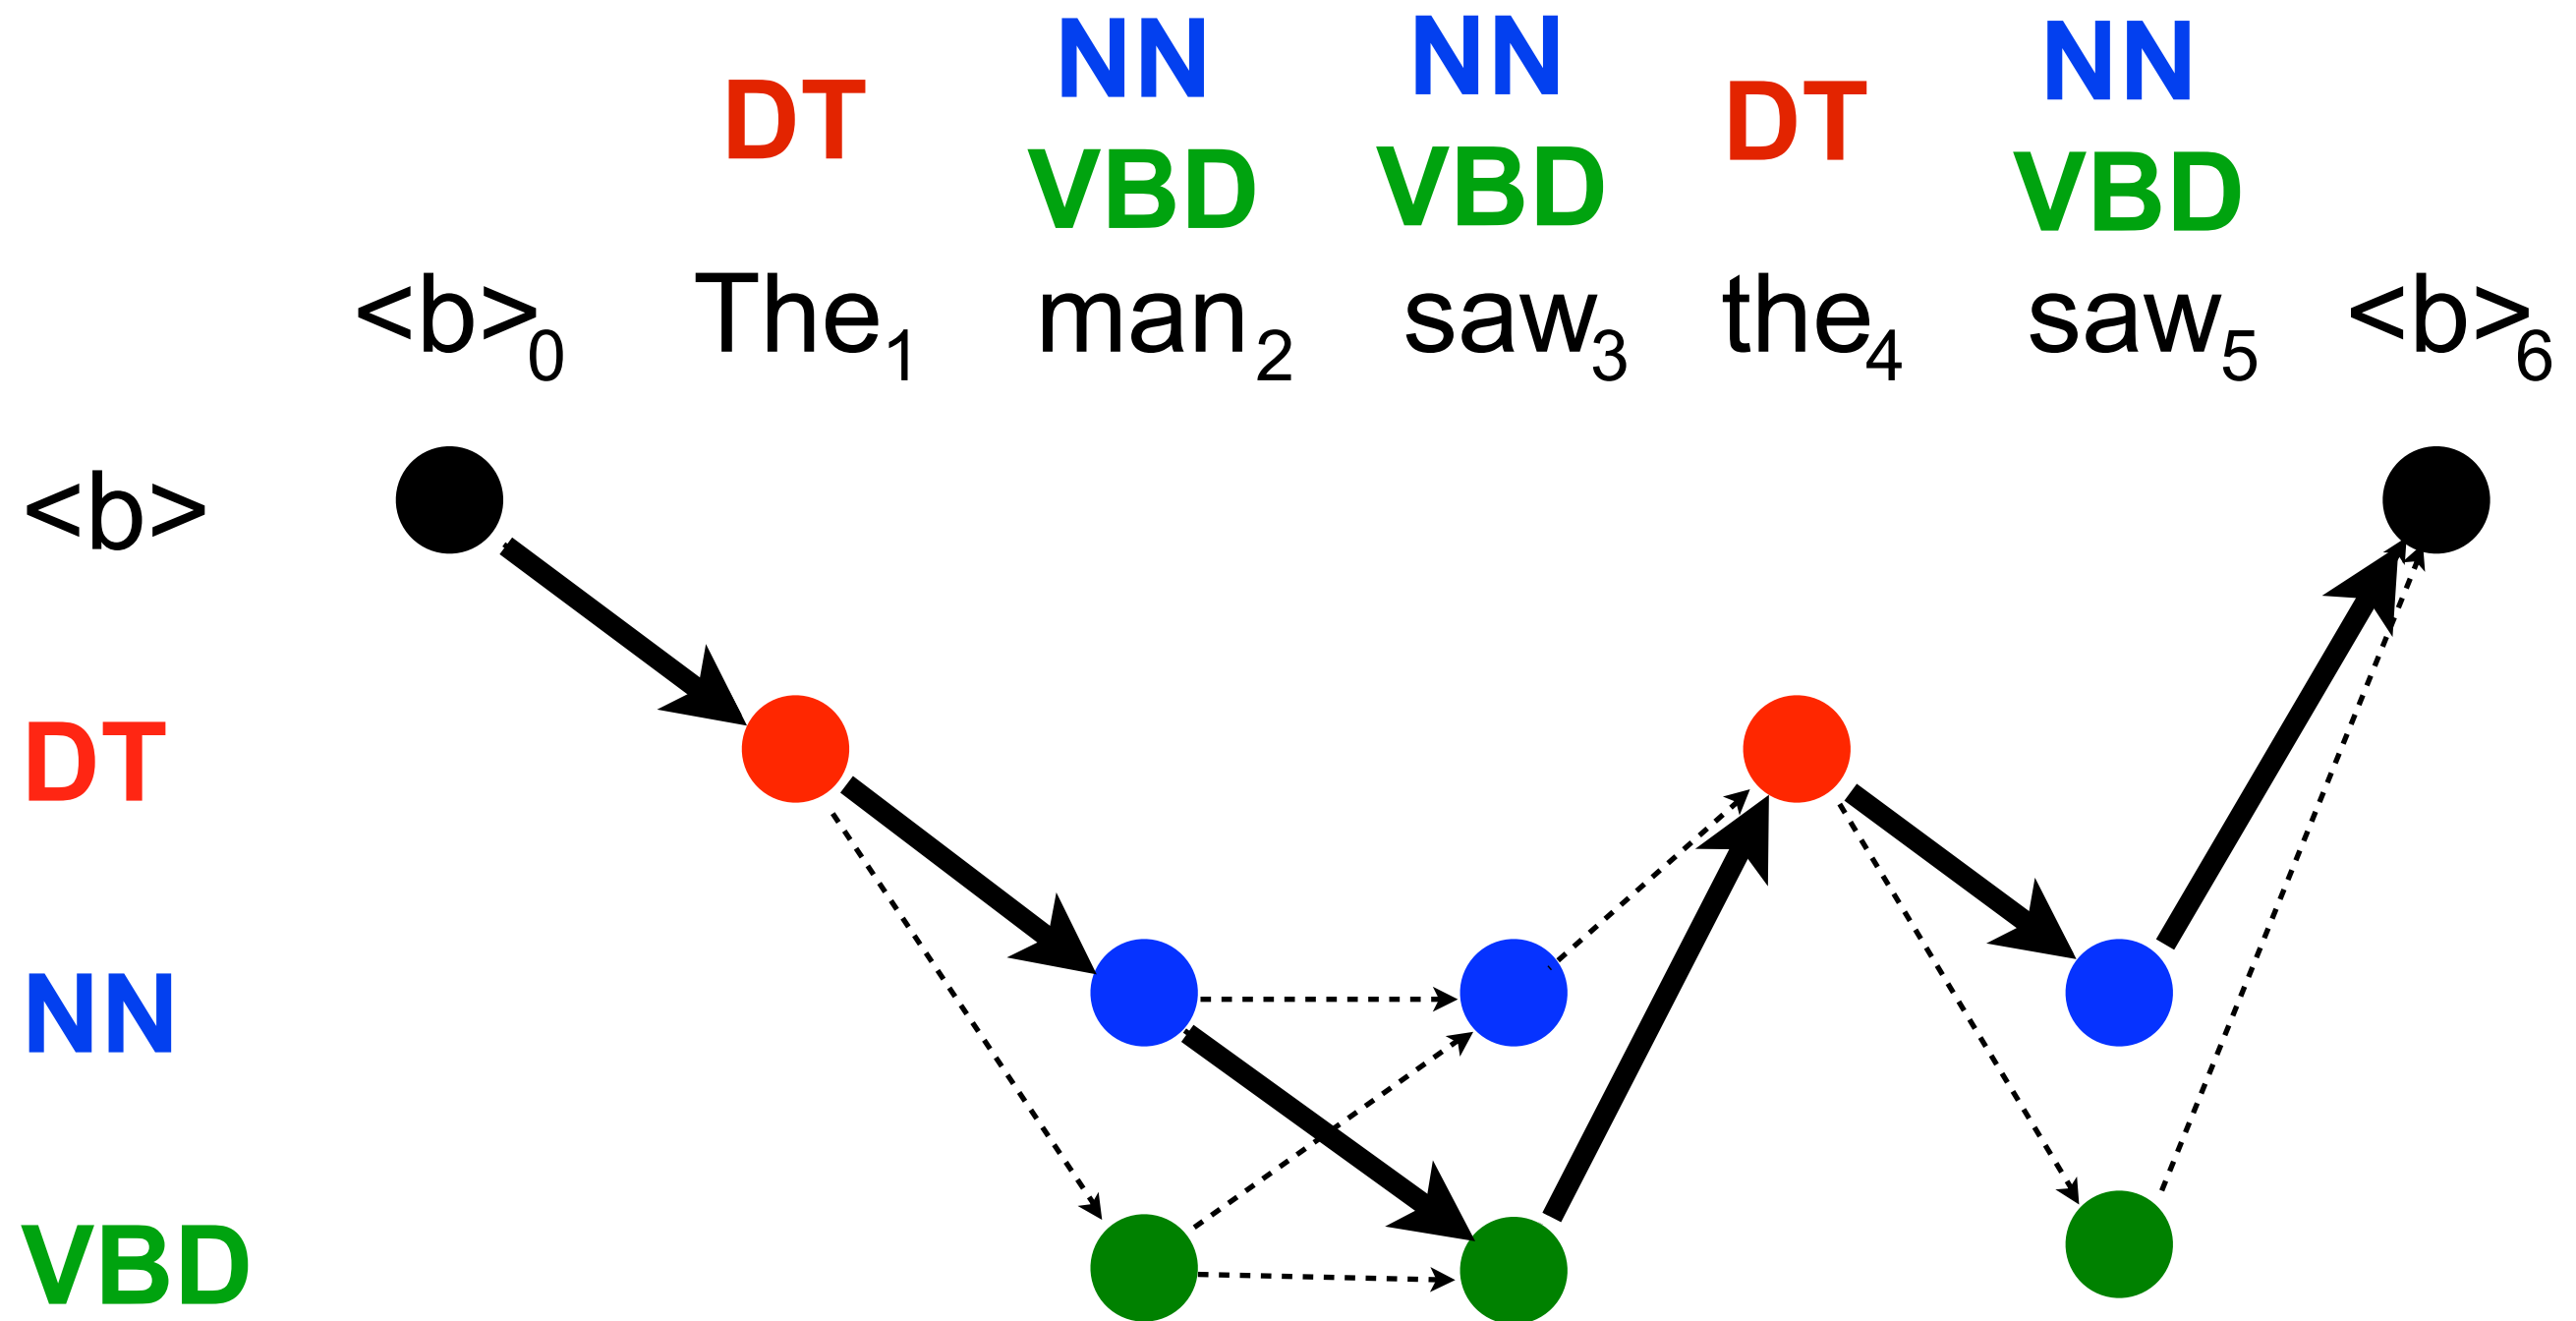 NN NN NN
DT DT
VBD VBD VBD
<b>0 The1 man2 saw3 the4 saw5 <b>6
<b>
DT
NN
VBD